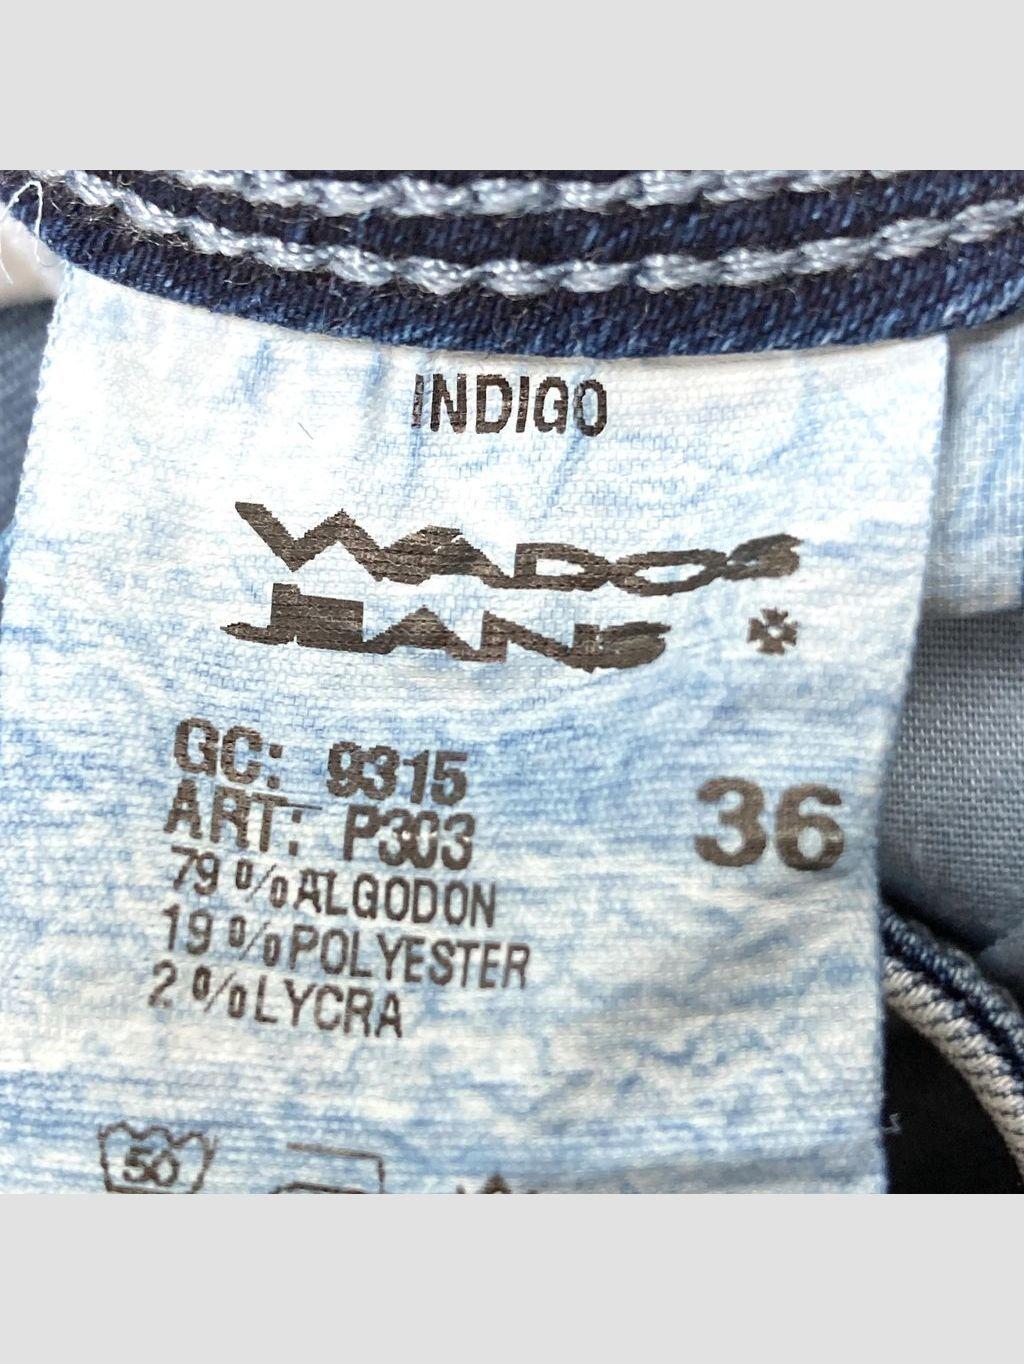 INDIGO
WADOS
JEANS
GC: 9315
ART: P303
36
79%ALGODON
19%POLYESTER
2%LYCRA
50